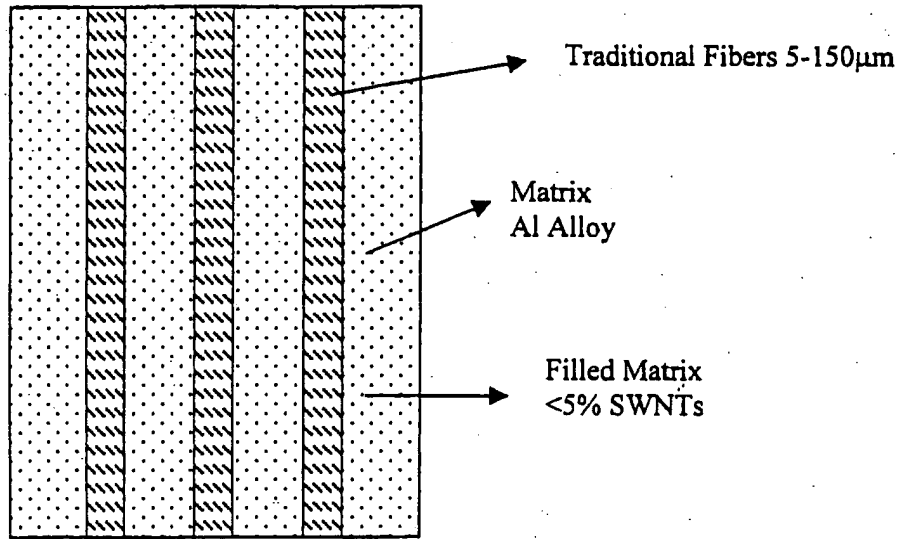 Traditional Fibers 5-150μm
Matrix
Al Alloy
Filled Matrix
<5% SWNTs